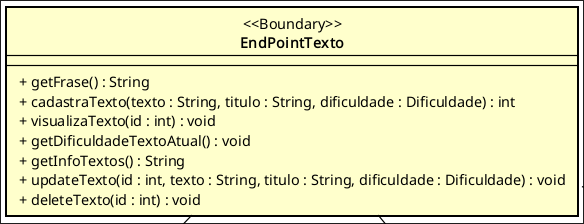 <<Boundary>>
EndPointTexto
+ getFrase() : String
+ cadastraTexto(texto : String, titulo : String, dificuldade : Dificuldade) : int
+ visualizaTexto(id : int) : void
+ getDificuldadeTextoAtual() : void
+ getInfoTextos() : String
+ updateTexto(id : int, texto : String, titulo : String, dificuldade : Dificuldade) : void
+ deleteTexto(id : int) : void